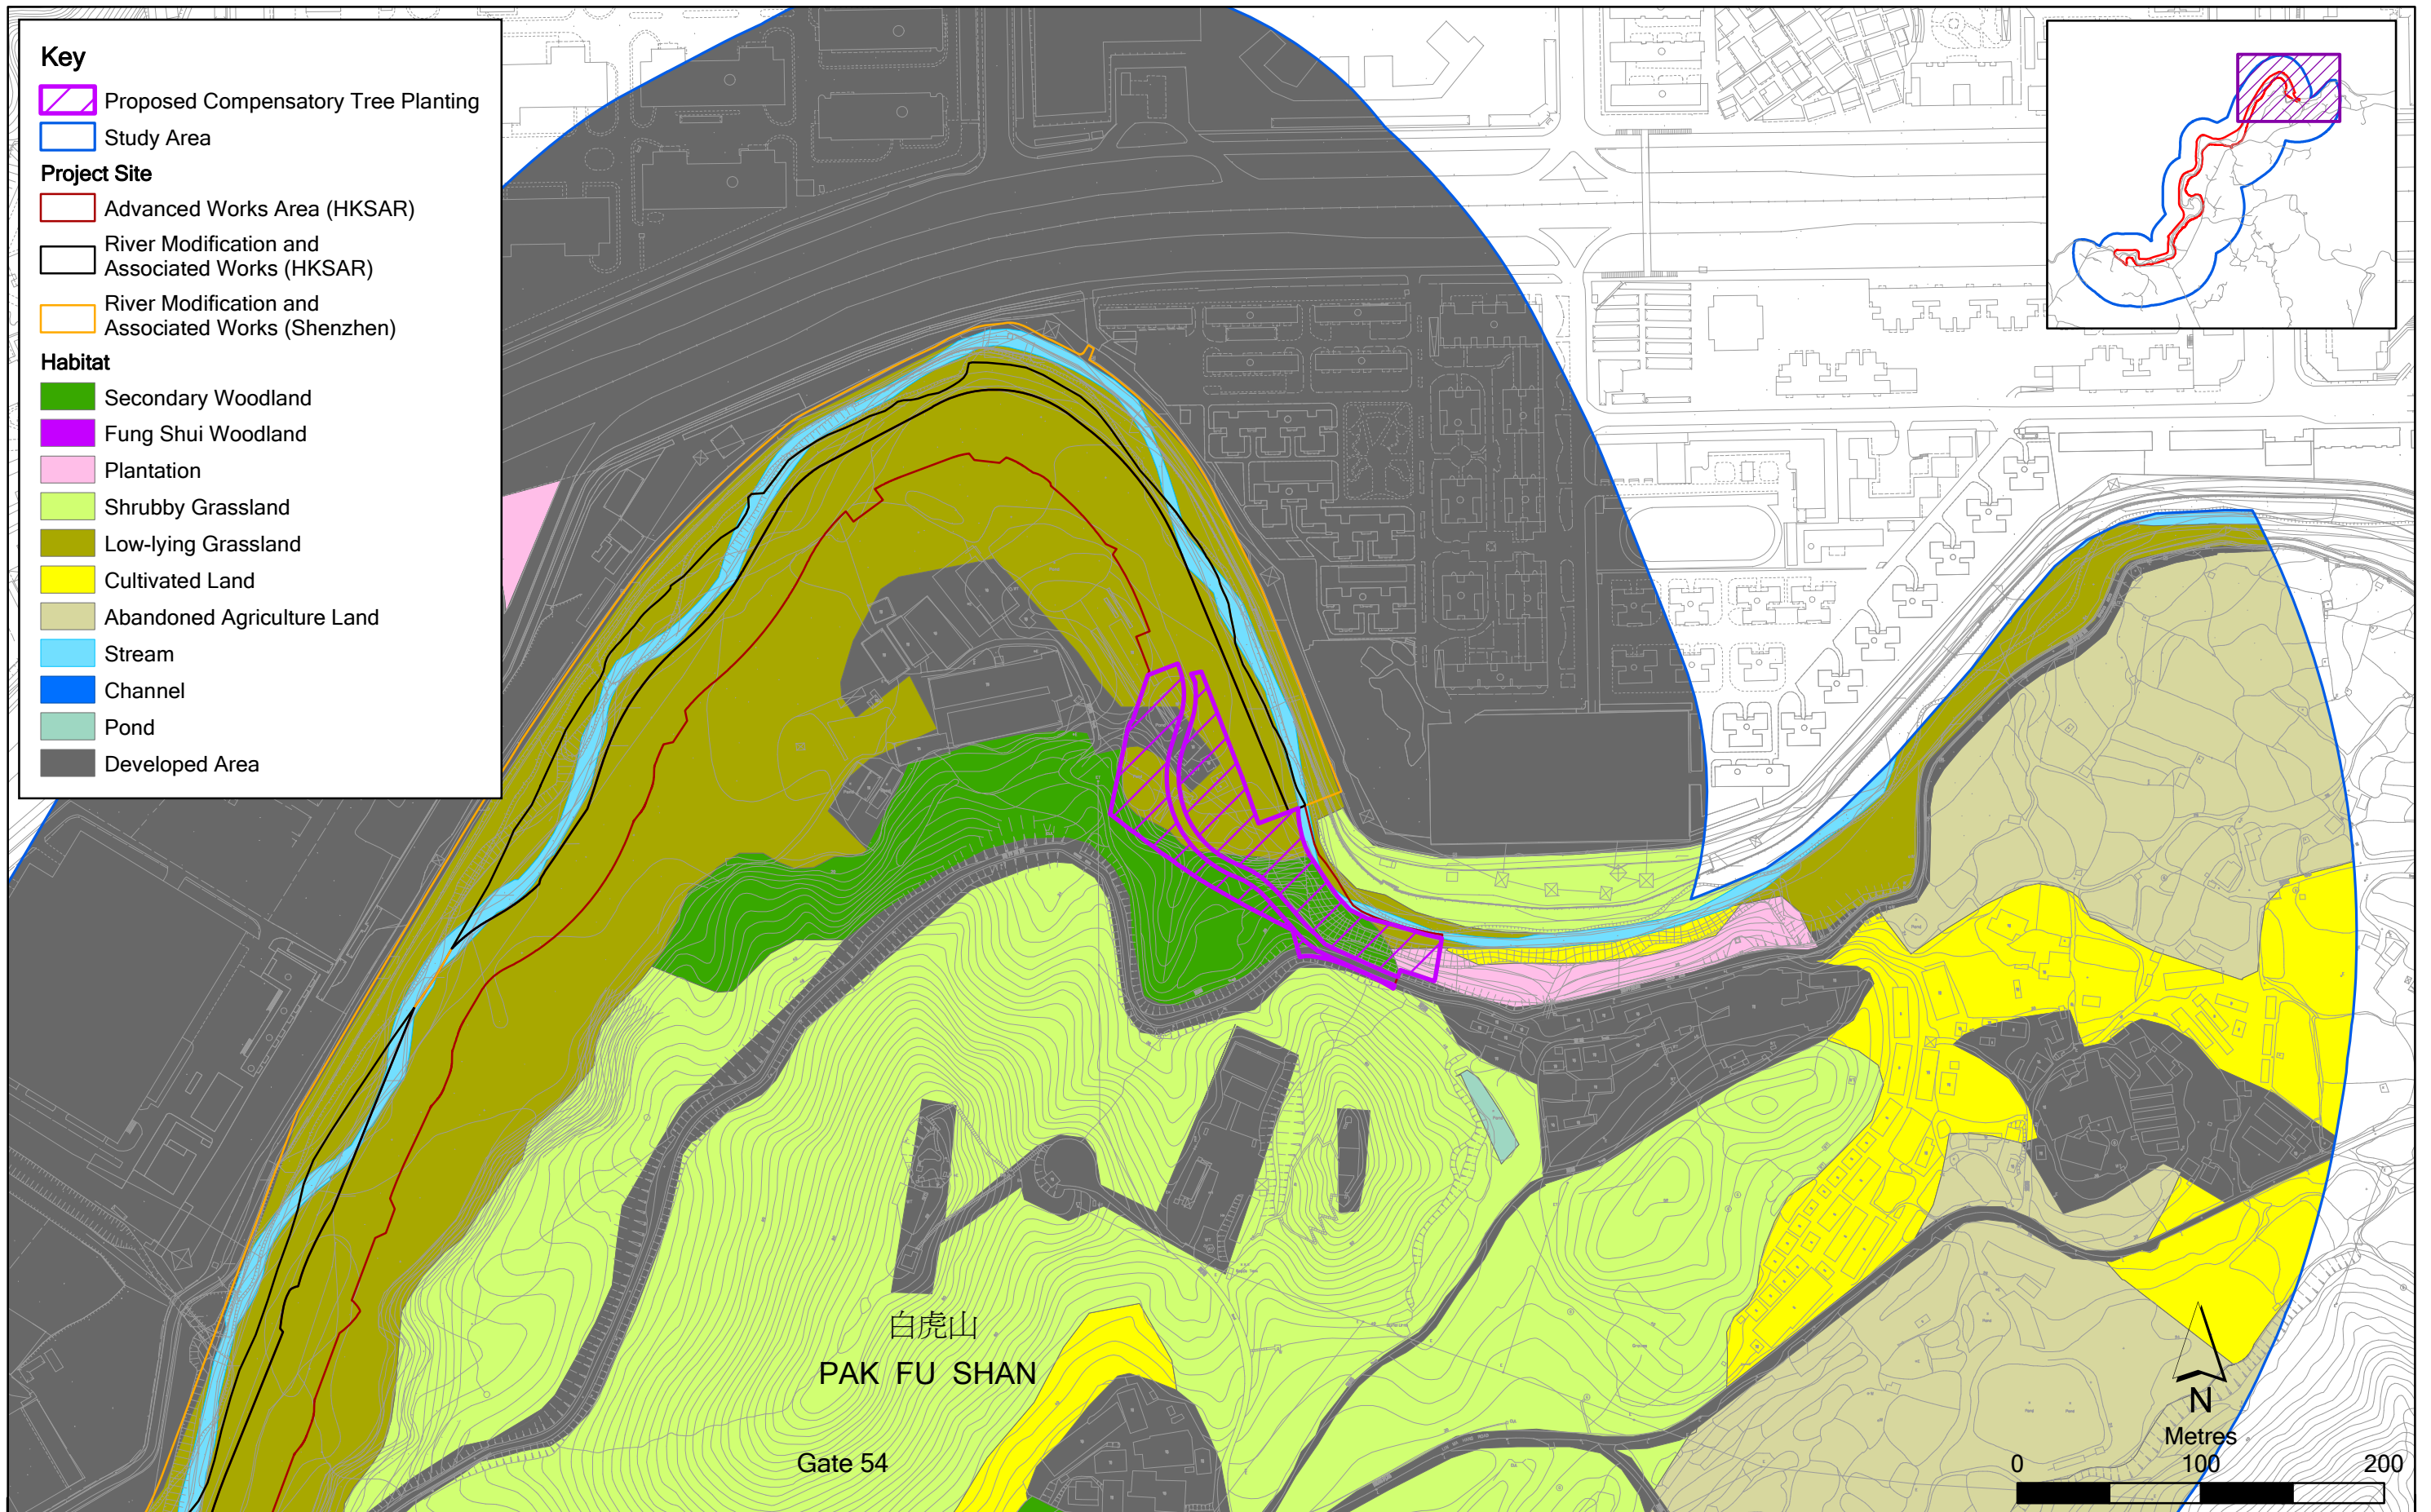 Key
Proposed Compensatory Tree Planting
Study Area
Project Site
Advanced Works Area (HKSAR)
River Modification and
Associated Works (HKSAR)
River Modification and
Associated Works (Shenzhen)
Habitat
Secondary Woodland
Fung Shui Woodland
Plantation
Shrubby Grassland
Low-lying Grassland
Cultivated Land
Abandoned Agriculture Land
Stream
Channel
Pond
Developed Area
白虎山
PAK FU SHAN
Gate 54
N
Metres
0 100 200